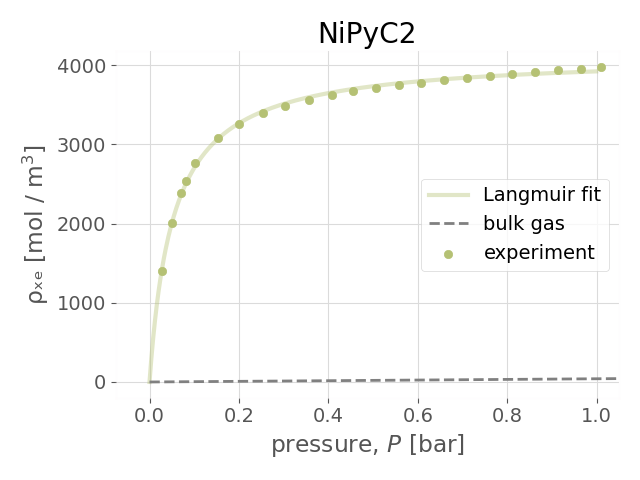 NiPyC2
4000
3000
2000
1000
0
ρₓₑ [mol / m³]
Langmuir fit
bulk gas
experiment
0.0 0.2 0.4 0.6 0.8 1.0
pressure, P [bar]